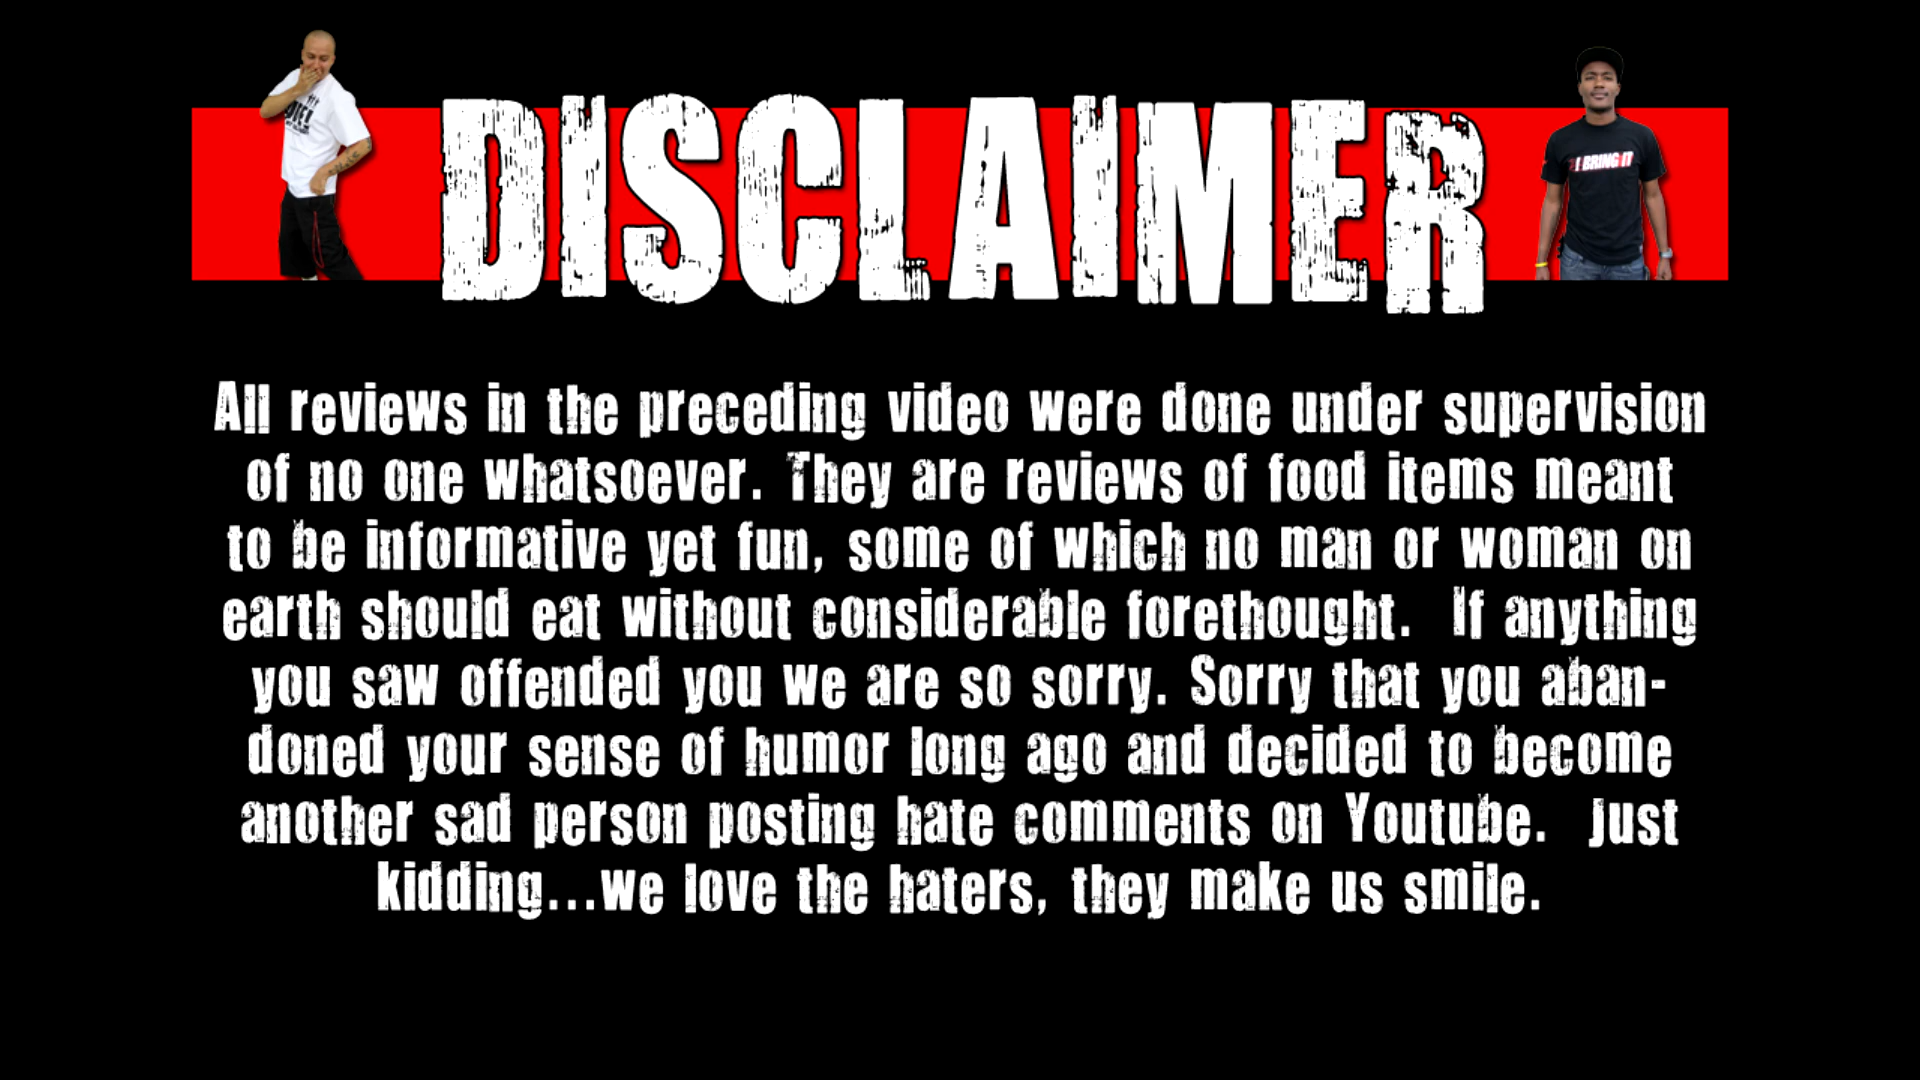 DISCLAIMER
DIET
I BRING IT
All reviews in the preceding video were done under supervision
of no one whatsoever. They are reviews of food items meant
to be informative yet fun, some of which no man or woman on
earth should eat without considerable forethought. If anything
you saw offended you we are so sorry. Sorry that you aban-
doned your sense of humor long ago and decided to become
another sad person posting hate comments on Youtube. Just
kidding...we love the haters, they make us smile.